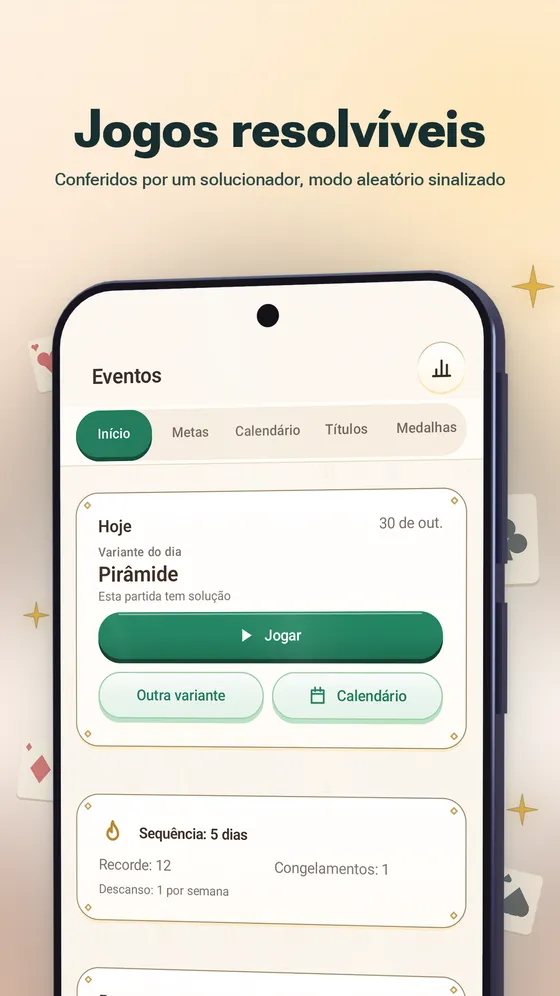 Jogos resolvíveis
Conferidos por um solucionador, modo aleatório sinalizado
Eventos
Início Metas Calendário Títulos Medalhas
Hoje 30 de out.
Variante do dia
Pirâmide
Esta partida tem solução
Jogar
Outra variante Calendário
Sequência: 5 dias
Recorde: 12 Congelamentos: 1
Descanso: 1 por semana